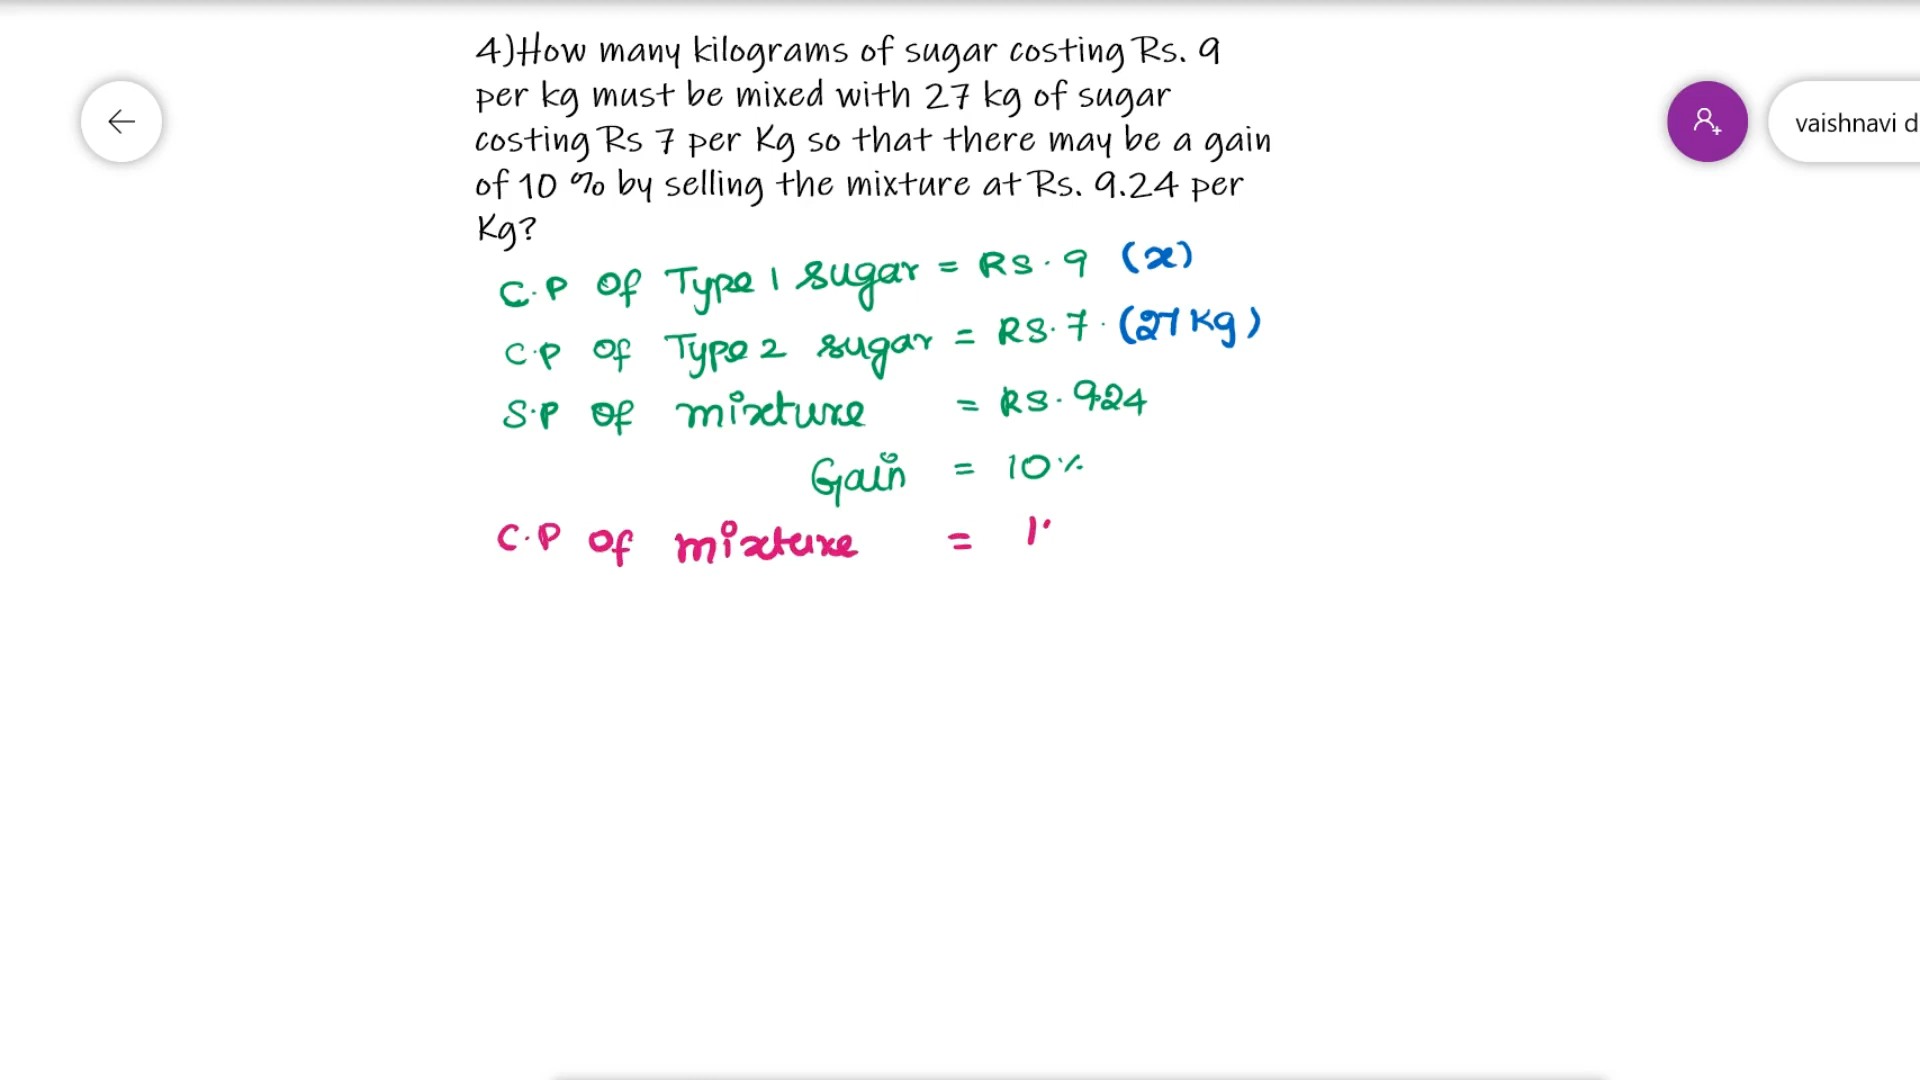 4)How many kilograms of sugar costing Rs. 9
per kg must be mixed with 27 kg of sugar
costing Rs 7 per Kg so that there may be a gain
of 10 % by selling the mixture at Rs. 9.24 per
Kg?
C.P of Type 1 sugar = RS. 9 (x)
C.P of Type 2 sugar = RS. 7. (27 Kg)
S.P of mixture = RS. 9.24
Gain = 10%
C.P of mixture = 1
vaishnavi d